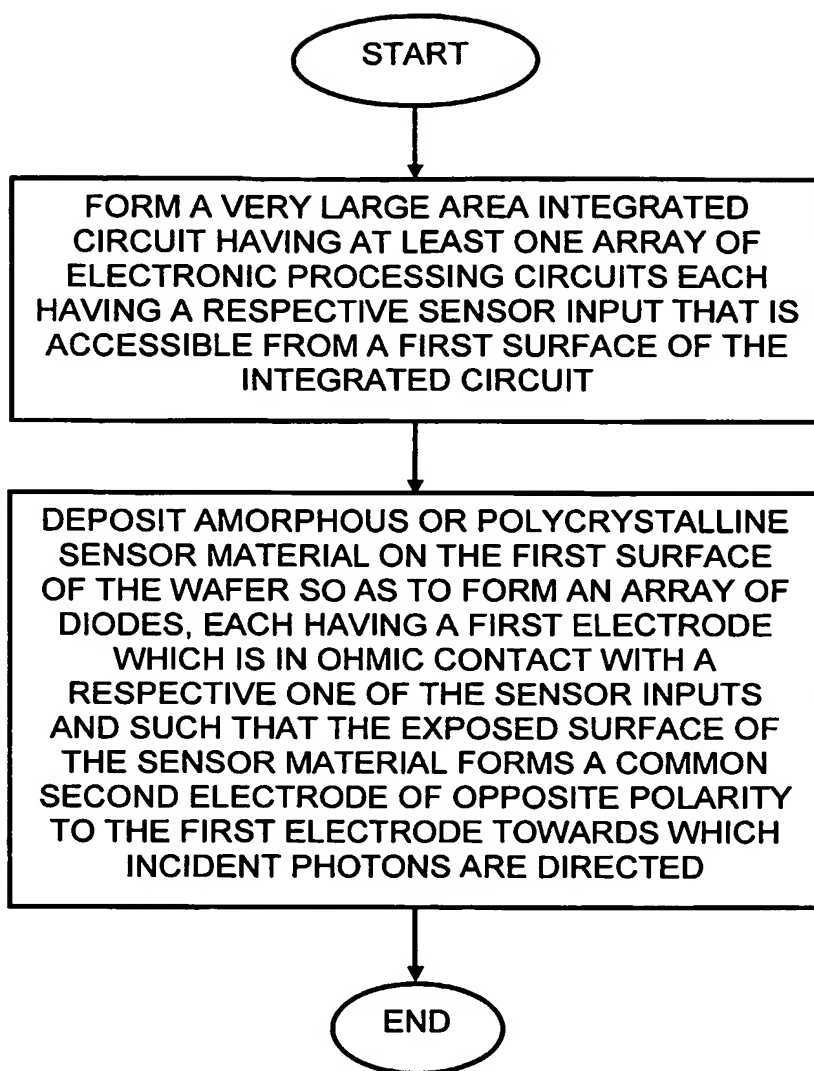 START
FORM A VERY LARGE AREA INTEGRATED
CIRCUIT HAVING AT LEAST ONE ARRAY OF
ELECTRONIC PROCESSING CIRCUITS EACH
HAVING A RESPECTIVE SENSOR INPUT THAT IS
ACCESSIBLE FROM A FIRST SURFACE OF THE
INTEGRATED CIRCUIT
DEPOSIT AMORPHOUS OR POLYCRYSTALLINE
SENSOR MATERIAL ON THE FIRST SURFACE
OF THE WAFER SO AS TO FORM AN ARRAY OF
DIODES, EACH HAVING A FIRST ELECTRODE
WHICH IS IN OHMIC CONTACT WITH A
RESPECTIVE ONE OF THE SENSOR INPUTS
AND SUCH THAT THE EXPOSED SURFACE OF
THE SENSOR MATERIAL FORMS A COMMON
SECOND ELECTRODE OF OPPOSITE POLARITY
TO THE FIRST ELECTRODE TOWARDS WHICH
INCIDENT PHOTONS ARE DIRECTED
END